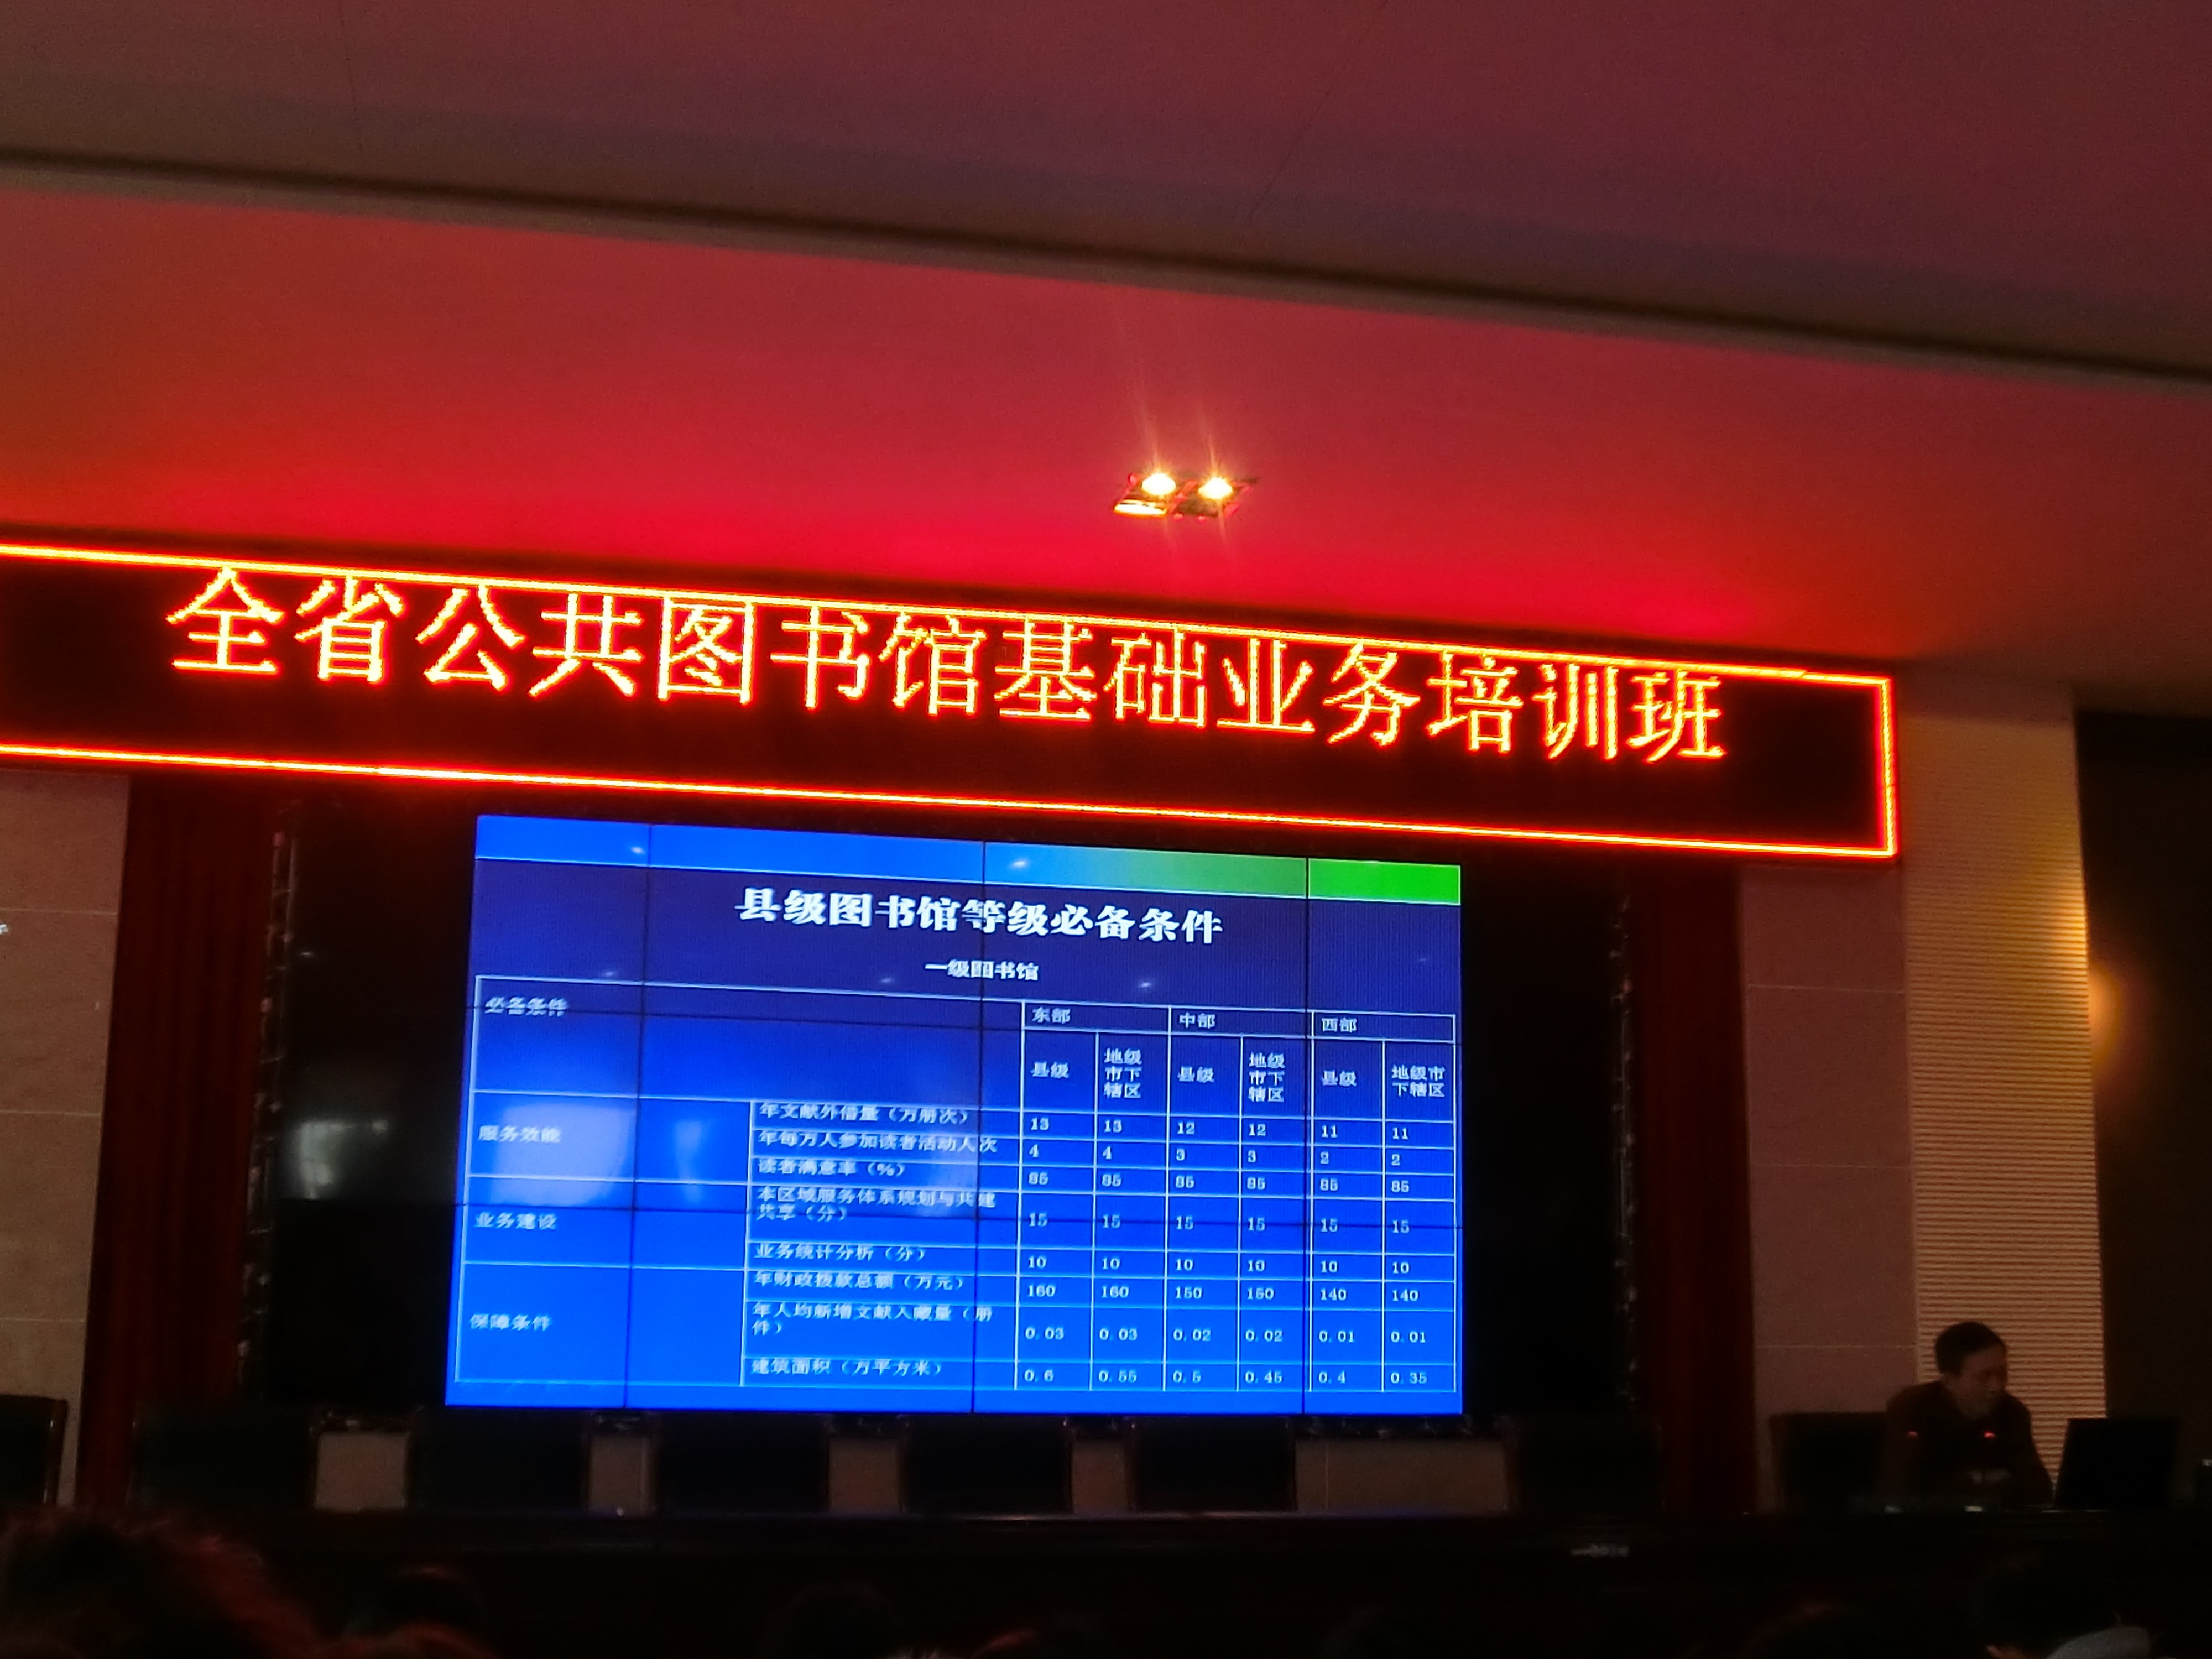 全省公共图书馆基础业务培训班
县级图书馆等级必备条件
一级图书馆
必备条件 东部 中部 西部
县级 地级市下辖区 县级 地级市下辖区 县级 地级市下辖区
服务效能
年文献外借量（万册次） 13 13 12 12 11 11
年每万人参加读者活动人次 4 4 3 3 2 2
读者满意率（%） 85 85 85 85 85 85
业务建设
本区域服务体系规划与共建
共享（分） 15 15 15 15 15 15
业务统计分析（分） 10 10 10 10 10 10
保障条件
年财政拨款总额（万元） 160 160 150 150 140 140
年人均新增文献入藏量（册
件） 0.03 0.03 0.02 0.02 0.01 0.01
建筑面积（万平方米） 0.6 0.55 0.5 0.45 0.4 0.35